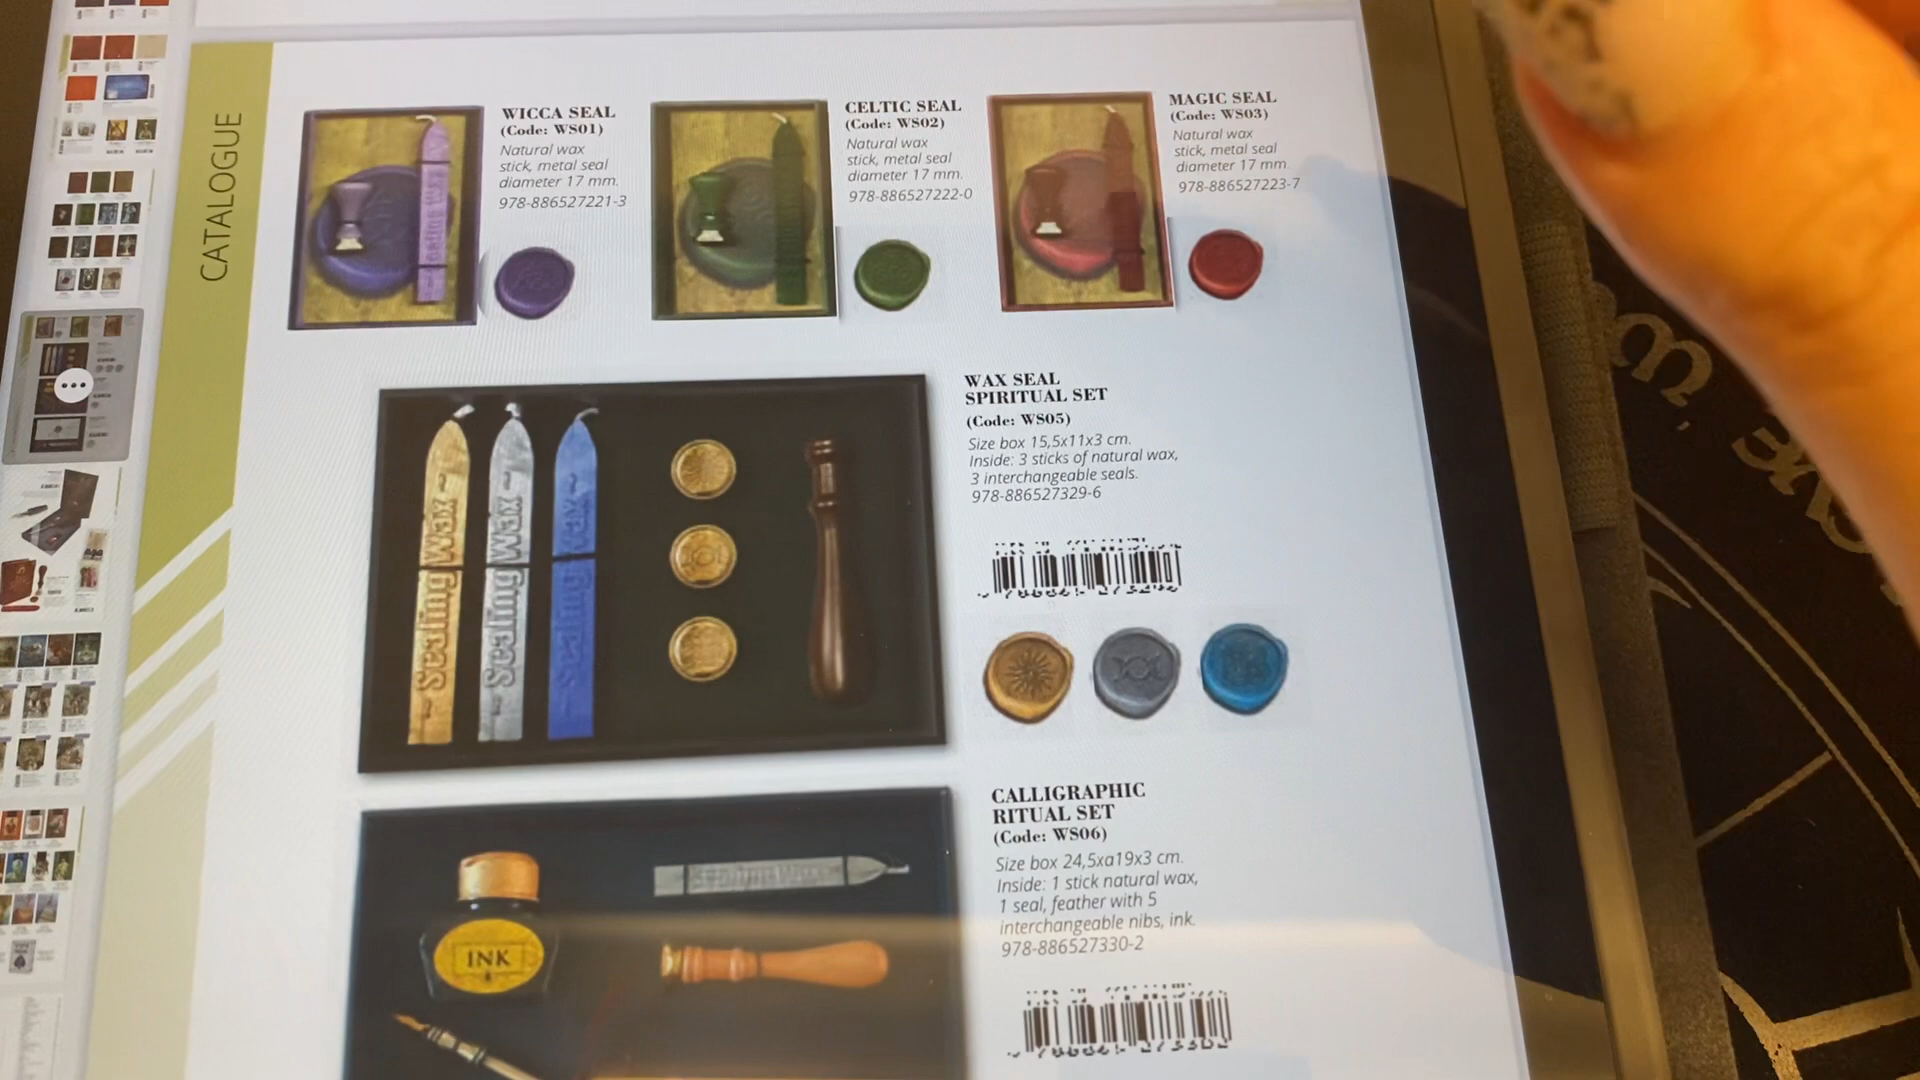 CATALOGUE
WICCA SEAL
(Code: WS01)
Natural wax
stick, metal seal
diameter 17 mm.
978-886527221-3
CELTIC SEAL
(Code: WS02)
Natural wax
stick, metal seal
diameter 17 mm.
978-886527222-0
MAGIC SEAL
(Code: WS03)
Natural wax
stick, metal seal
diameter 17 mm.
978-886527223-7
Sealing Wax
Sealing Wax
Sealing Wax
WAX SEAL
SPIRITUAL SET
(Code: WS05)
Size box 15,5x11x3 cm.
Inside: 3 sticks of natural wax,
3 interchangeable seals.
978-886527329-6
Sealing Wax
INK
CALLIGRAPHIC
RITUAL SET
(Code: WS06)
Size box 24,5xa19x3 cm.
Inside: 1 stick natural wax,
1 seal, feather with 5
interchangeable nibs, ink.
978-886527330-2